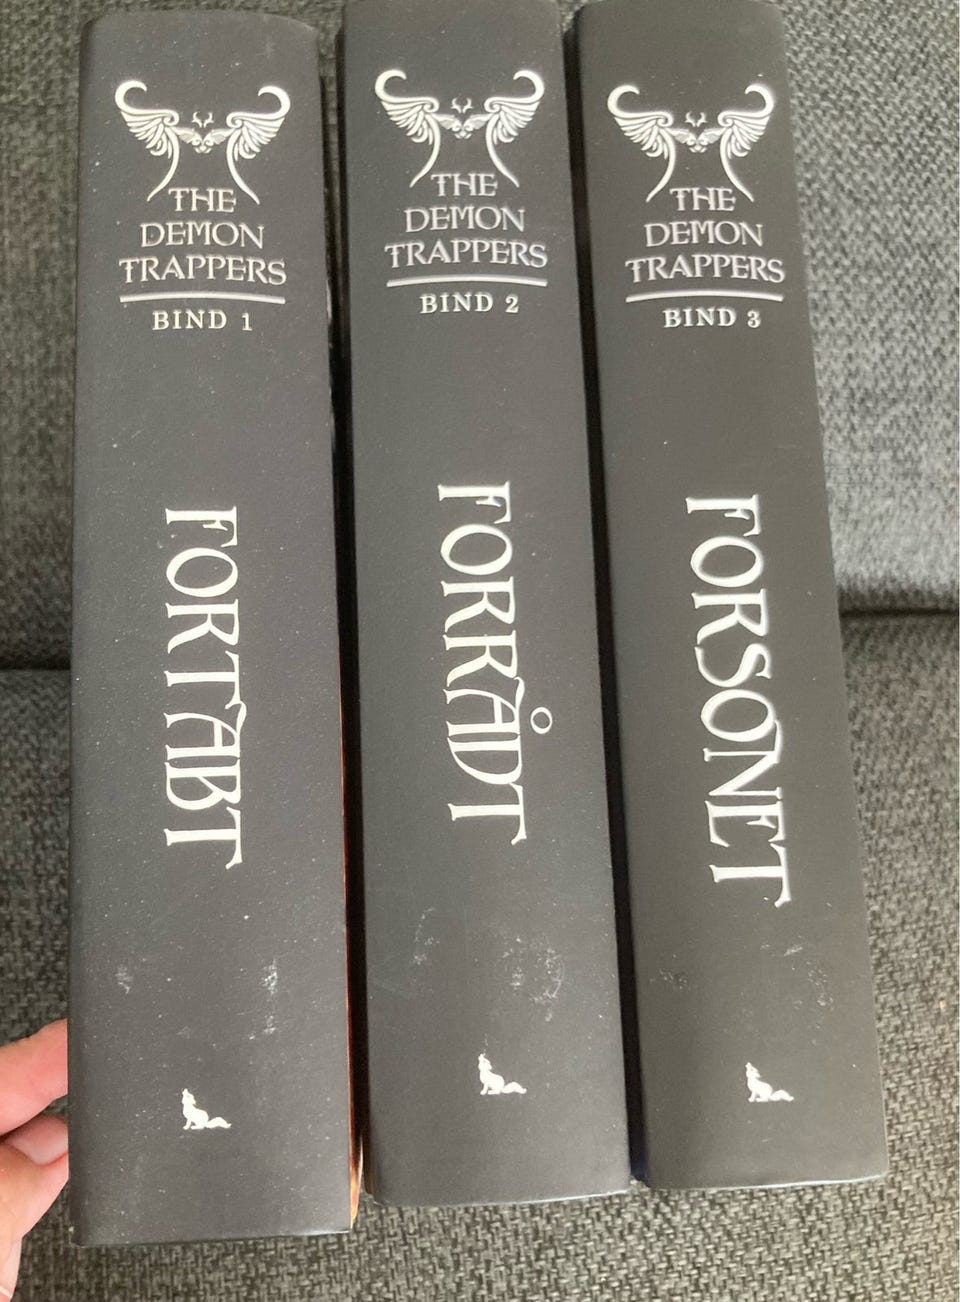 THE
DEMON
TRAPPERS
BIND 1
FORTABT
THE
DEMON
TRAPPERS
BIND 2
FORRÅDT
THE
DEMON
TRAPPERS
BIND 3
FORSONET